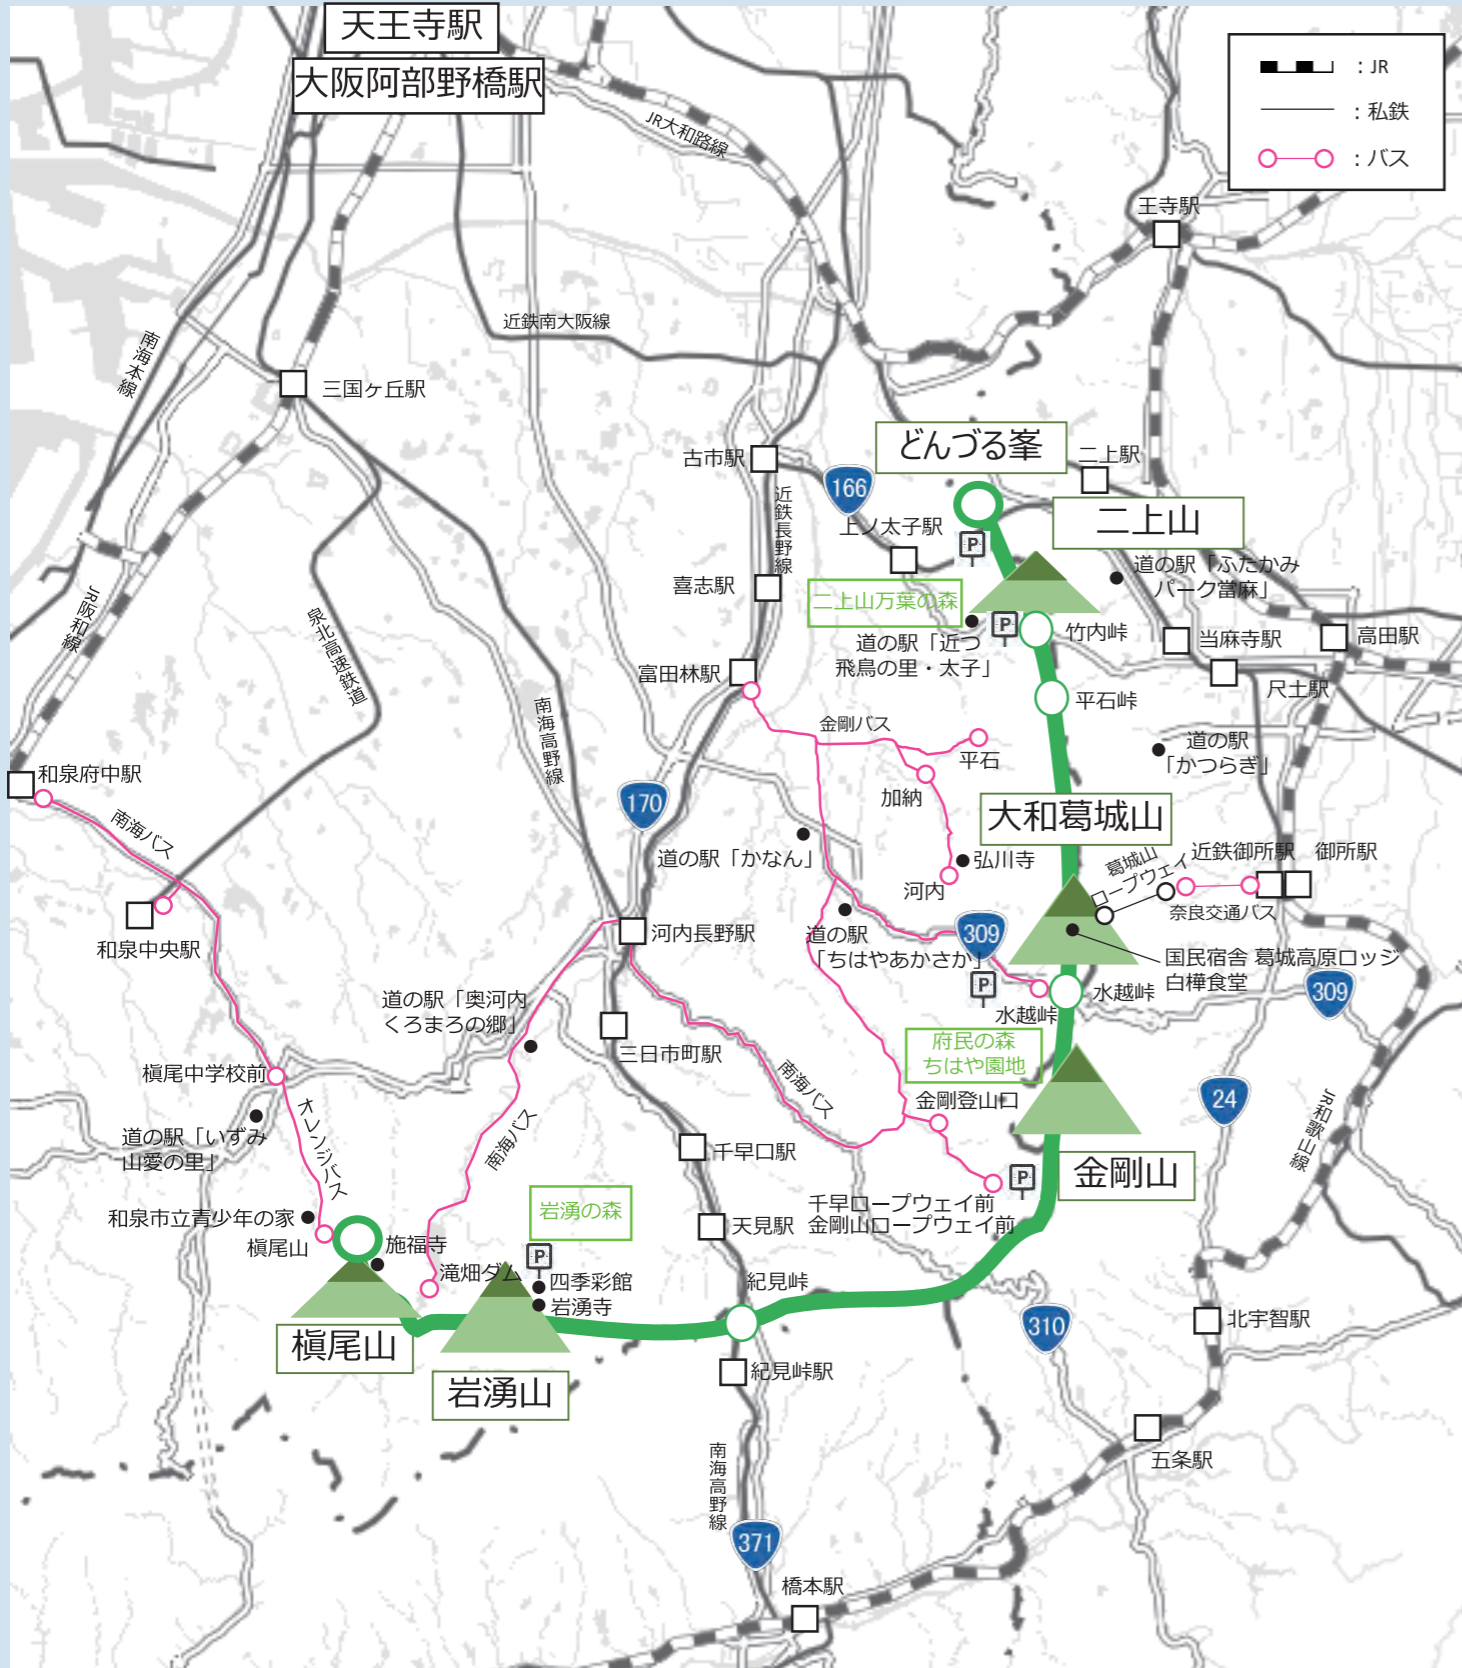 天王寺駅
大阪阿部野橋駅
：JR
：私鉄
：バス
JR大和路線
王寺駅
近鉄南大阪線
南海本線
三国ヶ丘駅
どんづる峯
二上駅
古市駅
166
近鉄長野線
二上山
上ノ太子駅
P
道の駅「ふたかみ
パーク當麻」
喜志駅
二上山万葉の森
P
竹内峠
当麻寺駅
高田駅
JR阪和線
泉北高速鉄道
道の駅「近つ
飛鳥の里・太子」
富田林駅
尺土駅
平石峠
南海高野線
金剛バス
平石
道の駅
「かつらぎ」
和泉府中駅
加納
170
大和葛城山
南海バス
道の駅「かなん」
弘川寺
河内
葛城山
ロープウェイ
近鉄御所駅
御所駅
奈良交通バス
和泉中央駅
河内長野駅
道の駅
「ちはやあかさか」
309
国民宿舎 葛城高原ロッジ
白樺食堂
P
水越峠
水越峠
309
道の駅「奥河内
くろまろの郷」
三日市町駅
府民の森
ちはや園地
槇尾中学校前
南海バス
金剛登山口
24
JR和歌山線
道の駅「いずみ
山愛の里」
オレンジバス
南海バス
千早口駅
金剛山
P
千早ロープウェイ前
金剛山ロープウェイ前
岩湧の森
和泉市立青少年の家
槇尾山
施福寺
天見駅
P
滝畑ダム
四季彩館
岩湧寺
紀見峠
310
北宇智駅
槇尾山
岩湧山
紀見峠駅
五条駅
南海高野線
371
橋本駅